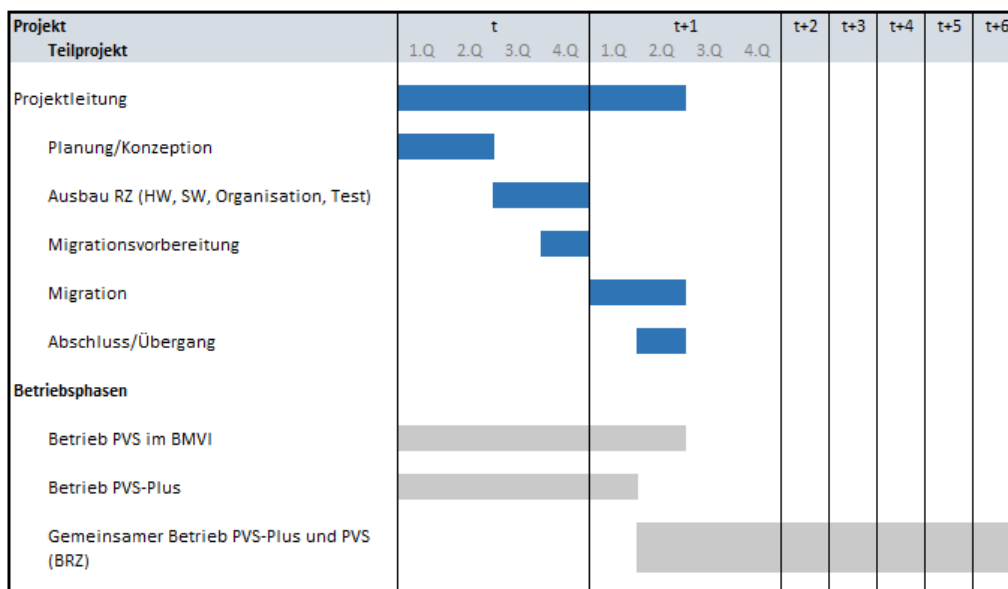 Projekt t t+1 t+2 t+3 t+4 t+5 t+6
Teilprojekt 1.Q 2.Q 3.Q 4.Q 1.Q 2.Q 3.Q 4.Q
Projektleitung
Planung/Konzeption
Ausbau RZ (HW, SW, Organisation, Test)
Migrationsvorbereitung
Migration
Abschluss/Übergang
Betriebsphasen
Betrieb PVS im BMVI
Betrieb PVS-Plus
Gemeinsamer Betrieb PVS-Plus und PVS
(BRZ)